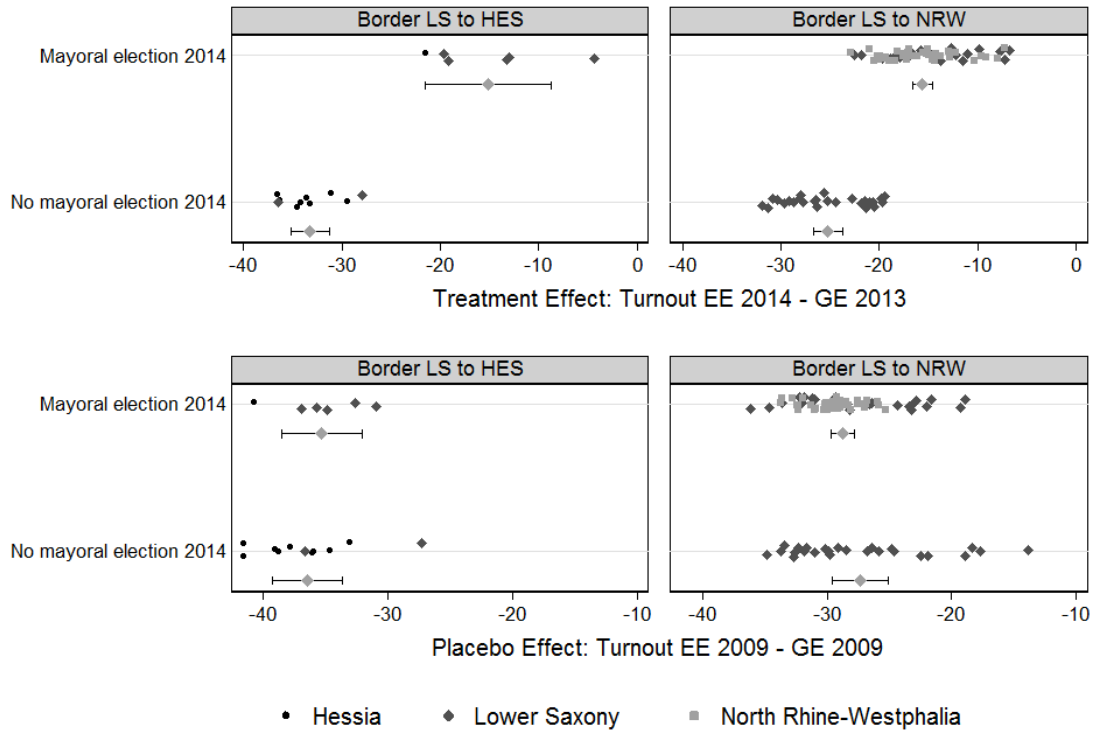 Border LS to HES
Border LS to NRW
Mayoral election 2014
No mayoral election 2014
-40 -30 -20 -10 0
-40 -30 -20 -10 0
Treatment Effect: Turnout EE 2014 - GE 2013
Border LS to HES
Border LS to NRW
Mayoral election 2014
No mayoral election 2014
-40 -30 -20 -10
-40 -30 -20 -10
Placebo Effect: Turnout EE 2009 - GE 2009
Hessia
Lower Saxony
North Rhine-Westphalia